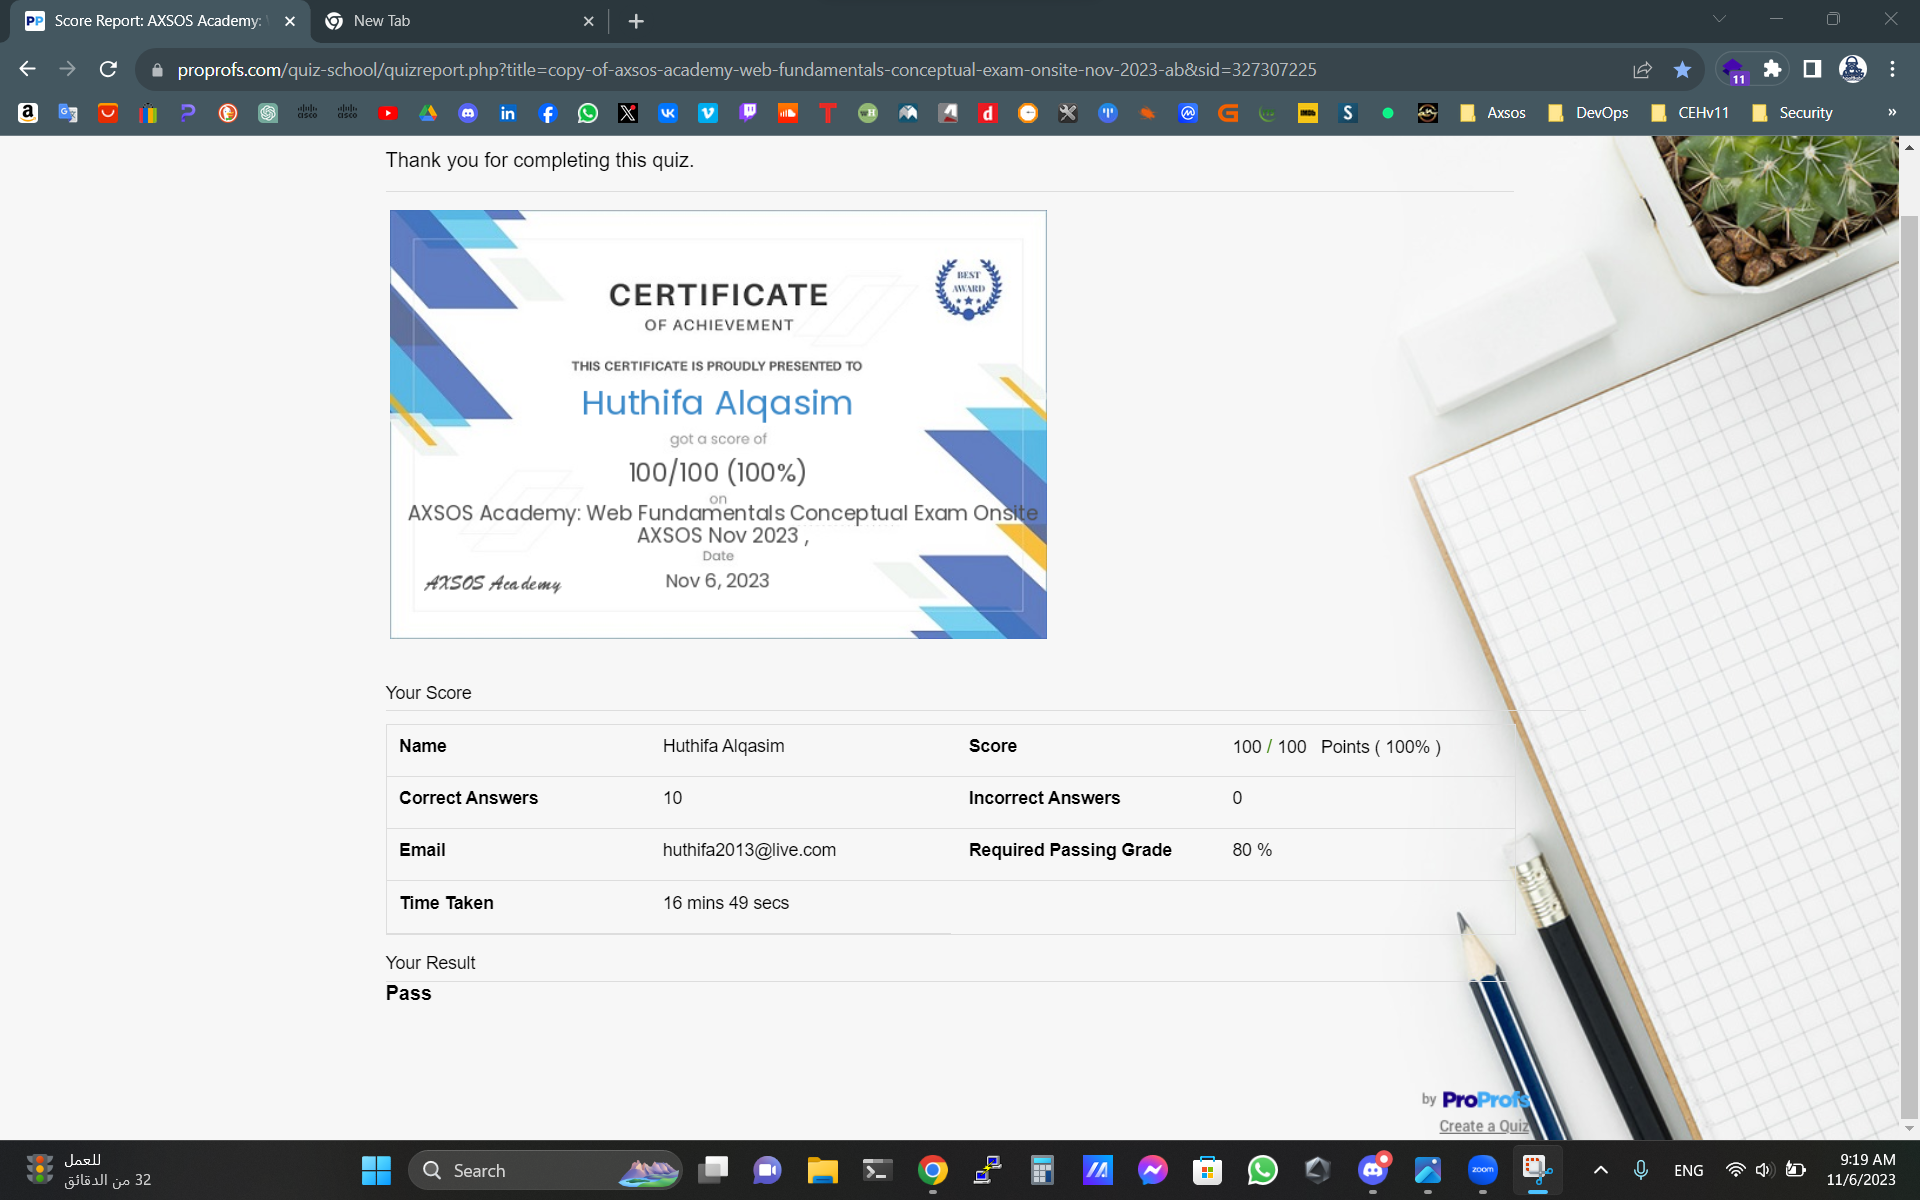 Score Report: AXSOS Academy:
New Tab
proprofs.com/quiz-school/quizreport.php?title=copy-of-axsos-academy-web-fundamentals-conceptual-exam-onsite-nov-2023-ab&sid=327307225
11
Axsos
DevOps
CEHv11
Security
Thank you for completing this quiz.
BEST
AWARD
CERTIFICATE
OF ACHIEVEMENT
THIS CERTIFICATE IS PROUDLY PRESENTED TO
Huthifa Alqasim
got a score of
100/100 (100%)
on
AXSOS Academy: Web Fundamentals Conceptual Exam Onsite
AXSOS Nov 2023 ,
Date
AXSOS Academy
Nov 6, 2023
Your Score
Name Huthifa Alqasim Score 100 / 100 Points ( 100% )
Correct Answers 10 Incorrect Answers 0
Email huthifa2013@live.com Required Passing Grade 80 %
Time Taken 16 mins 49 secs
Your Result
Pass
by ProProfs
Create a Quiz
للعمل
32 من الدقائق
Search
zoom
ENG
9:19 AM
11/6/2023